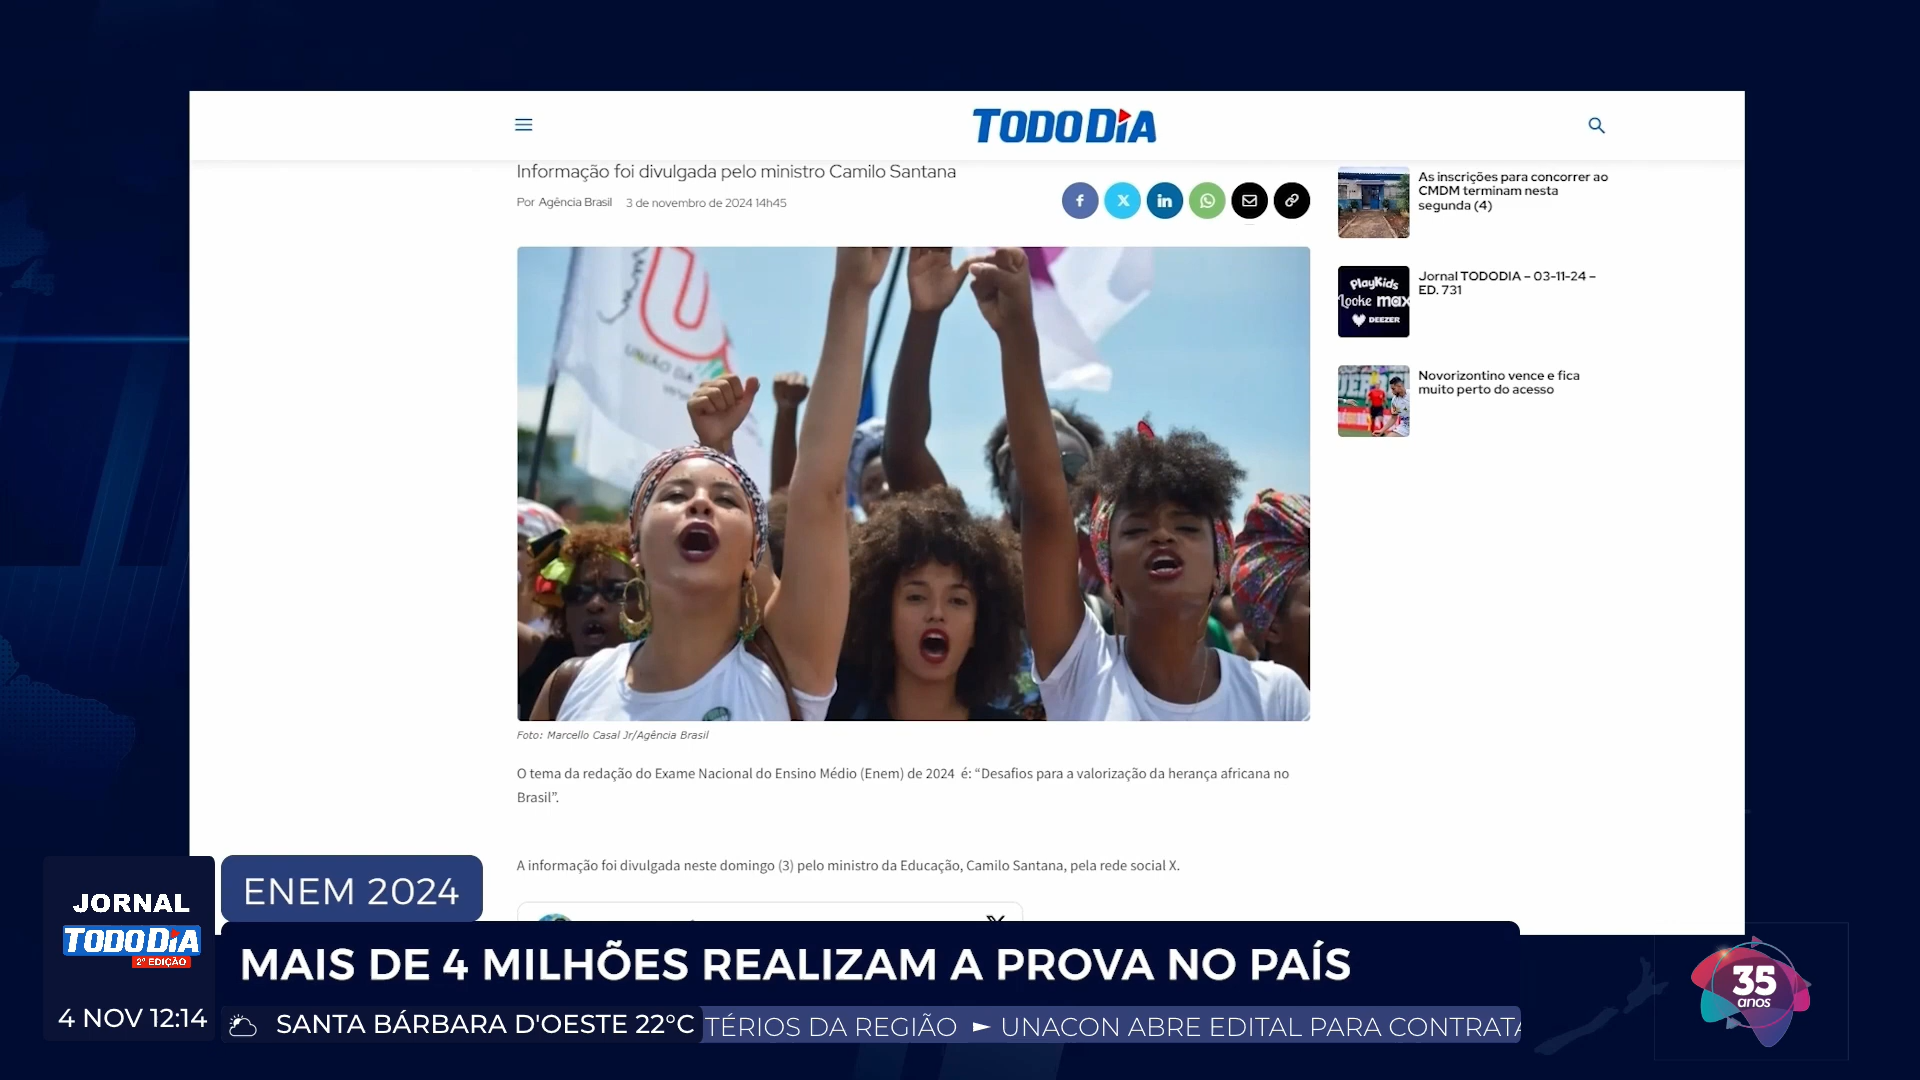 TODODIA
Informação foi divulgada pelo ministro Camilo Santana
Por Agência Brasil 3 de novembro de 2024 14h45
As inscrições para concorrer ao
CMDM terminam nesta
segunda (4)
PlayKids
Looke max
DEEZER
Jornal TODODIA – 03-11-24 –
ED. 731
Novorizontino vence e fica
muito perto do acesso
UNIÃO DA
Foto: Marcello Casal Jr/Agência Brasil
O tema da redação do Exame Nacional do Ensino Médio (Enem) de 2024 é: “Desafios para a valorização da herança africana no
Brasil”.
A informação foi divulgada neste domingo (3) pelo ministro da Educação, Camilo Santana, pela rede social X.
ENEM 2024
JORNAL
TODODIA
2ª EDIÇÃO
MAIS DE 4 MILHÕES REALIZAM A PROVA NO PAÍS
35
anos
4 NOV 12:14
SANTA BÁRBARA D'OESTE 22°C
TÉRIOS DA REGIÃO ► UNACON ABRE EDITAL PARA CONTRATA